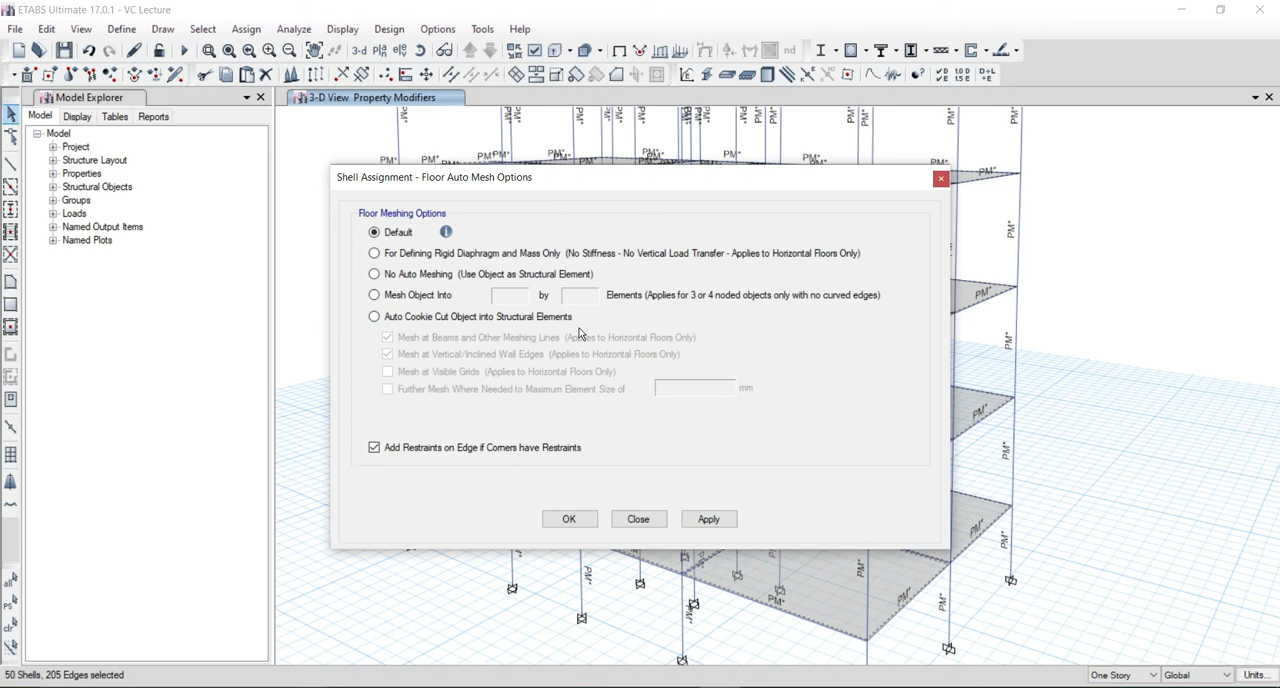 ETABS Ultimate 17.0.1 - VC Lecture
File Edit View Define Draw Select Assign Analyze Display Design Options Tools Help
3-d nd
Model Explorer
3-D View Property Modifiers
Model Display Tables Reports
Model
Project
Structure Layout
Properties
Structural Objects
Groups
Loads
Named Output Items
Named Plots
Shell Assignment - Floor Auto Mesh Options
Floor Meshing Options
Default
For Defining Rigid Diaphragm and Mass Only (No Stiffness - No Vertical Load Transfer - Applies to Horizontal Floors Only)
No Auto Meshing (Use Object as Structural Element)
Mesh Object Into by Elements (Applies for 3 or 4 noded objects only with no curved edges)
Auto Cookie Cut Object into Structural Elements
Mesh at Beams and Other Meshing Lines (Applies to Horizontal Floors Only)
Mesh at Vertical/Inclined Wall Edges (Applies to Horizontal Floors Only)
Mesh at Visible Grids (Applies to Horizontal Floors Only)
Further Mesh Where Needed to Maximum Element Size of mm
Add Restraints on Edge if Corners have Restraints
OK Close Apply
all
PS
clr
50 Shells, 205 Edges selected
One Story Global Units...